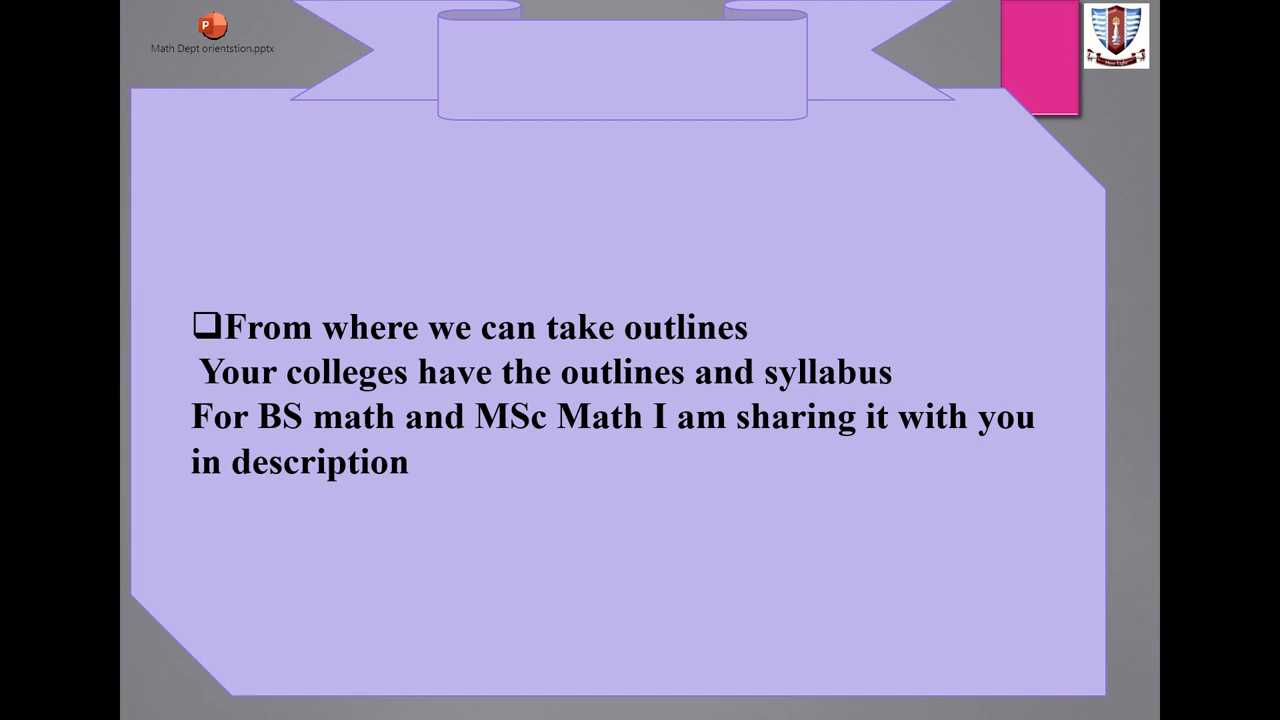 Math Dept orientstion.pptx
❑From where we can take outlines
Your colleges have the outlines and syllabus
For BS math and MSc Math I am sharing it with you
in description